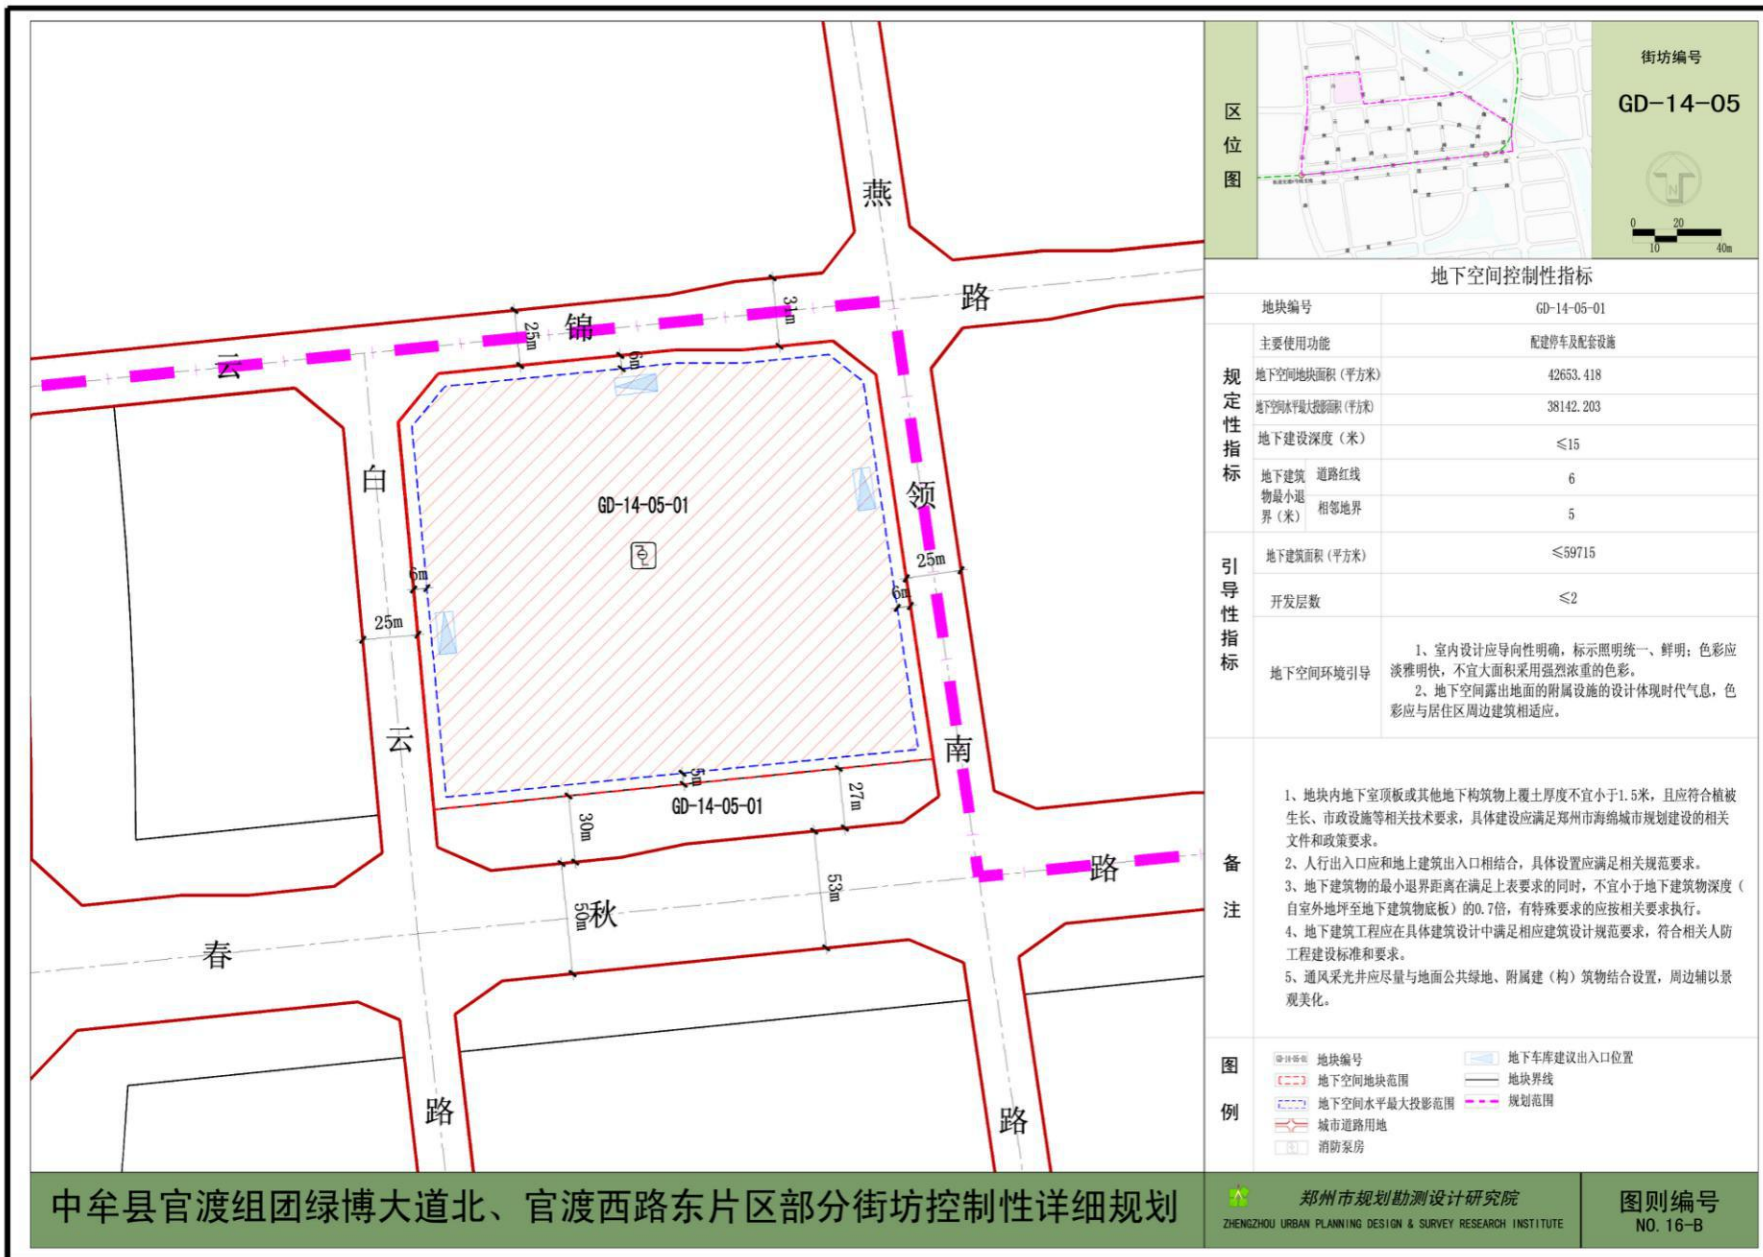 区位图
街坊编号
GD-14-05
0 20
10 40m
地下空间控制性指标
地块编号 GD-14-05-01
规定性指标
主要使用功能 配建停车及配套设施
地下空间地块面积（平方米） 42653.418
地下空间水平最大投影面积（平方米） 38142.203
地下建设深度（米） ≤15
地下建筑物最小退界（米） 道路红线 6
相邻地界 5
引导性指标
地下建筑面积（平方米） ≤59715
开发层数 ≤2
地下空间环境引导
1、室内设计应导向性明确，标示照明统一、鲜明；色彩应
淡雅明快，不宜大面积采用强烈浓重的色彩。
2、地下空间露出地面的附属设施的设计体现时代气息，色
彩应与居住区周边建筑相适应。
备注
1、地块内地下室顶板或其他地下构筑物上覆土厚度不宜小于1.5米，且应符合植被
生长、市政设施等相关技术要求，具体建设应满足郑州市海绵城市规划建设的相关
文件和政策要求。
2、人行出入口应和地上建筑出入口相结合，具体设置应满足相关规范要求。
3、地下建筑物的最小退界距离在满足上表要求的同时，不宜小于地下建筑物深度（
自室外地坪至地下建筑物底板）的0.7倍，有特殊要求的应按相关要求执行。
4、地下建筑工程应在具体建筑设计中满足相应建筑设计规范要求，符合相关人防
工程建设标准和要求。
5、通风采光井应尽量与地面公共绿地、附属建（构）筑物结合设置，周边辅以景
观美化。
图例
GD-14-05-01 地块编号
地下车库建议出入口位置
地下空间地块范围
地块界线
地下空间水平最大投影范围
规划范围
城市道路用地
消防泵房
云锦路
燕领南路
白云路
春秋路
25m
31m
6m
GD-14-05-01
6m
25m
25m
6m
5m
GD-14-05-01
30m
27m
50m
53m
中牟县官渡组团绿博大道北、官渡西路东片区部分街坊控制性详细规划
郑州市规划勘测设计研究院
ZHENGZHOU URBAN PLANNING DESIGN & SURVEY RESEARCH INSTITUTE
图则编号
NO. 16-B